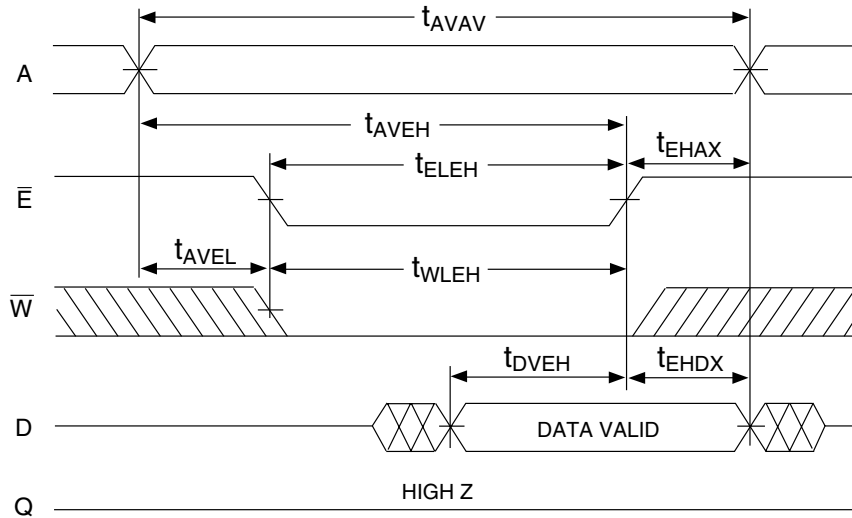 tAVAV
A
tAVEH
tELEH
tEHAX
E̅
tAVEL
tWLEH
W̅
tDVEH
tEHDX
D
DATA VALID
HIGH Z
Q